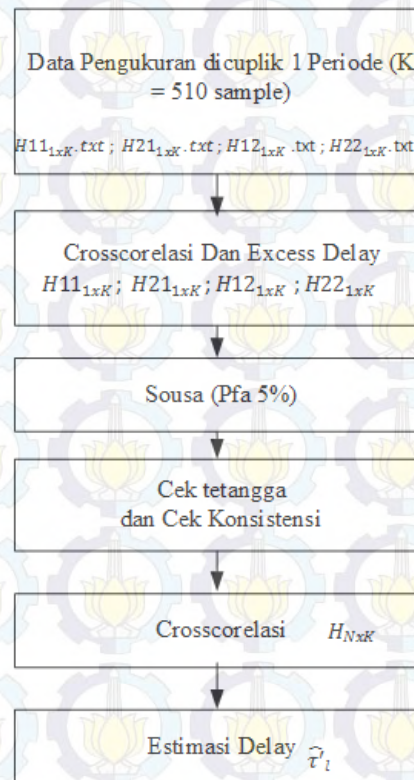 Data Pengukuran dicuplik 1 Periode (K
= 510 sample)
H11₁ₓK.txt ; H21₁ₓK.txt ; H12₁ₓK .txt ; H22₁ₓK.txt
Crosscorelasi Dan Excess Delay
H11₁ₓK ; H21₁ₓK ; H12₁ₓK ; H22₁ₓK
Sousa (Pfa 5%)
Cek tetangga
dan Cek Konsistensi
Crosscorelasi H_NxK
Estimasi Delay τ̂'ₗ